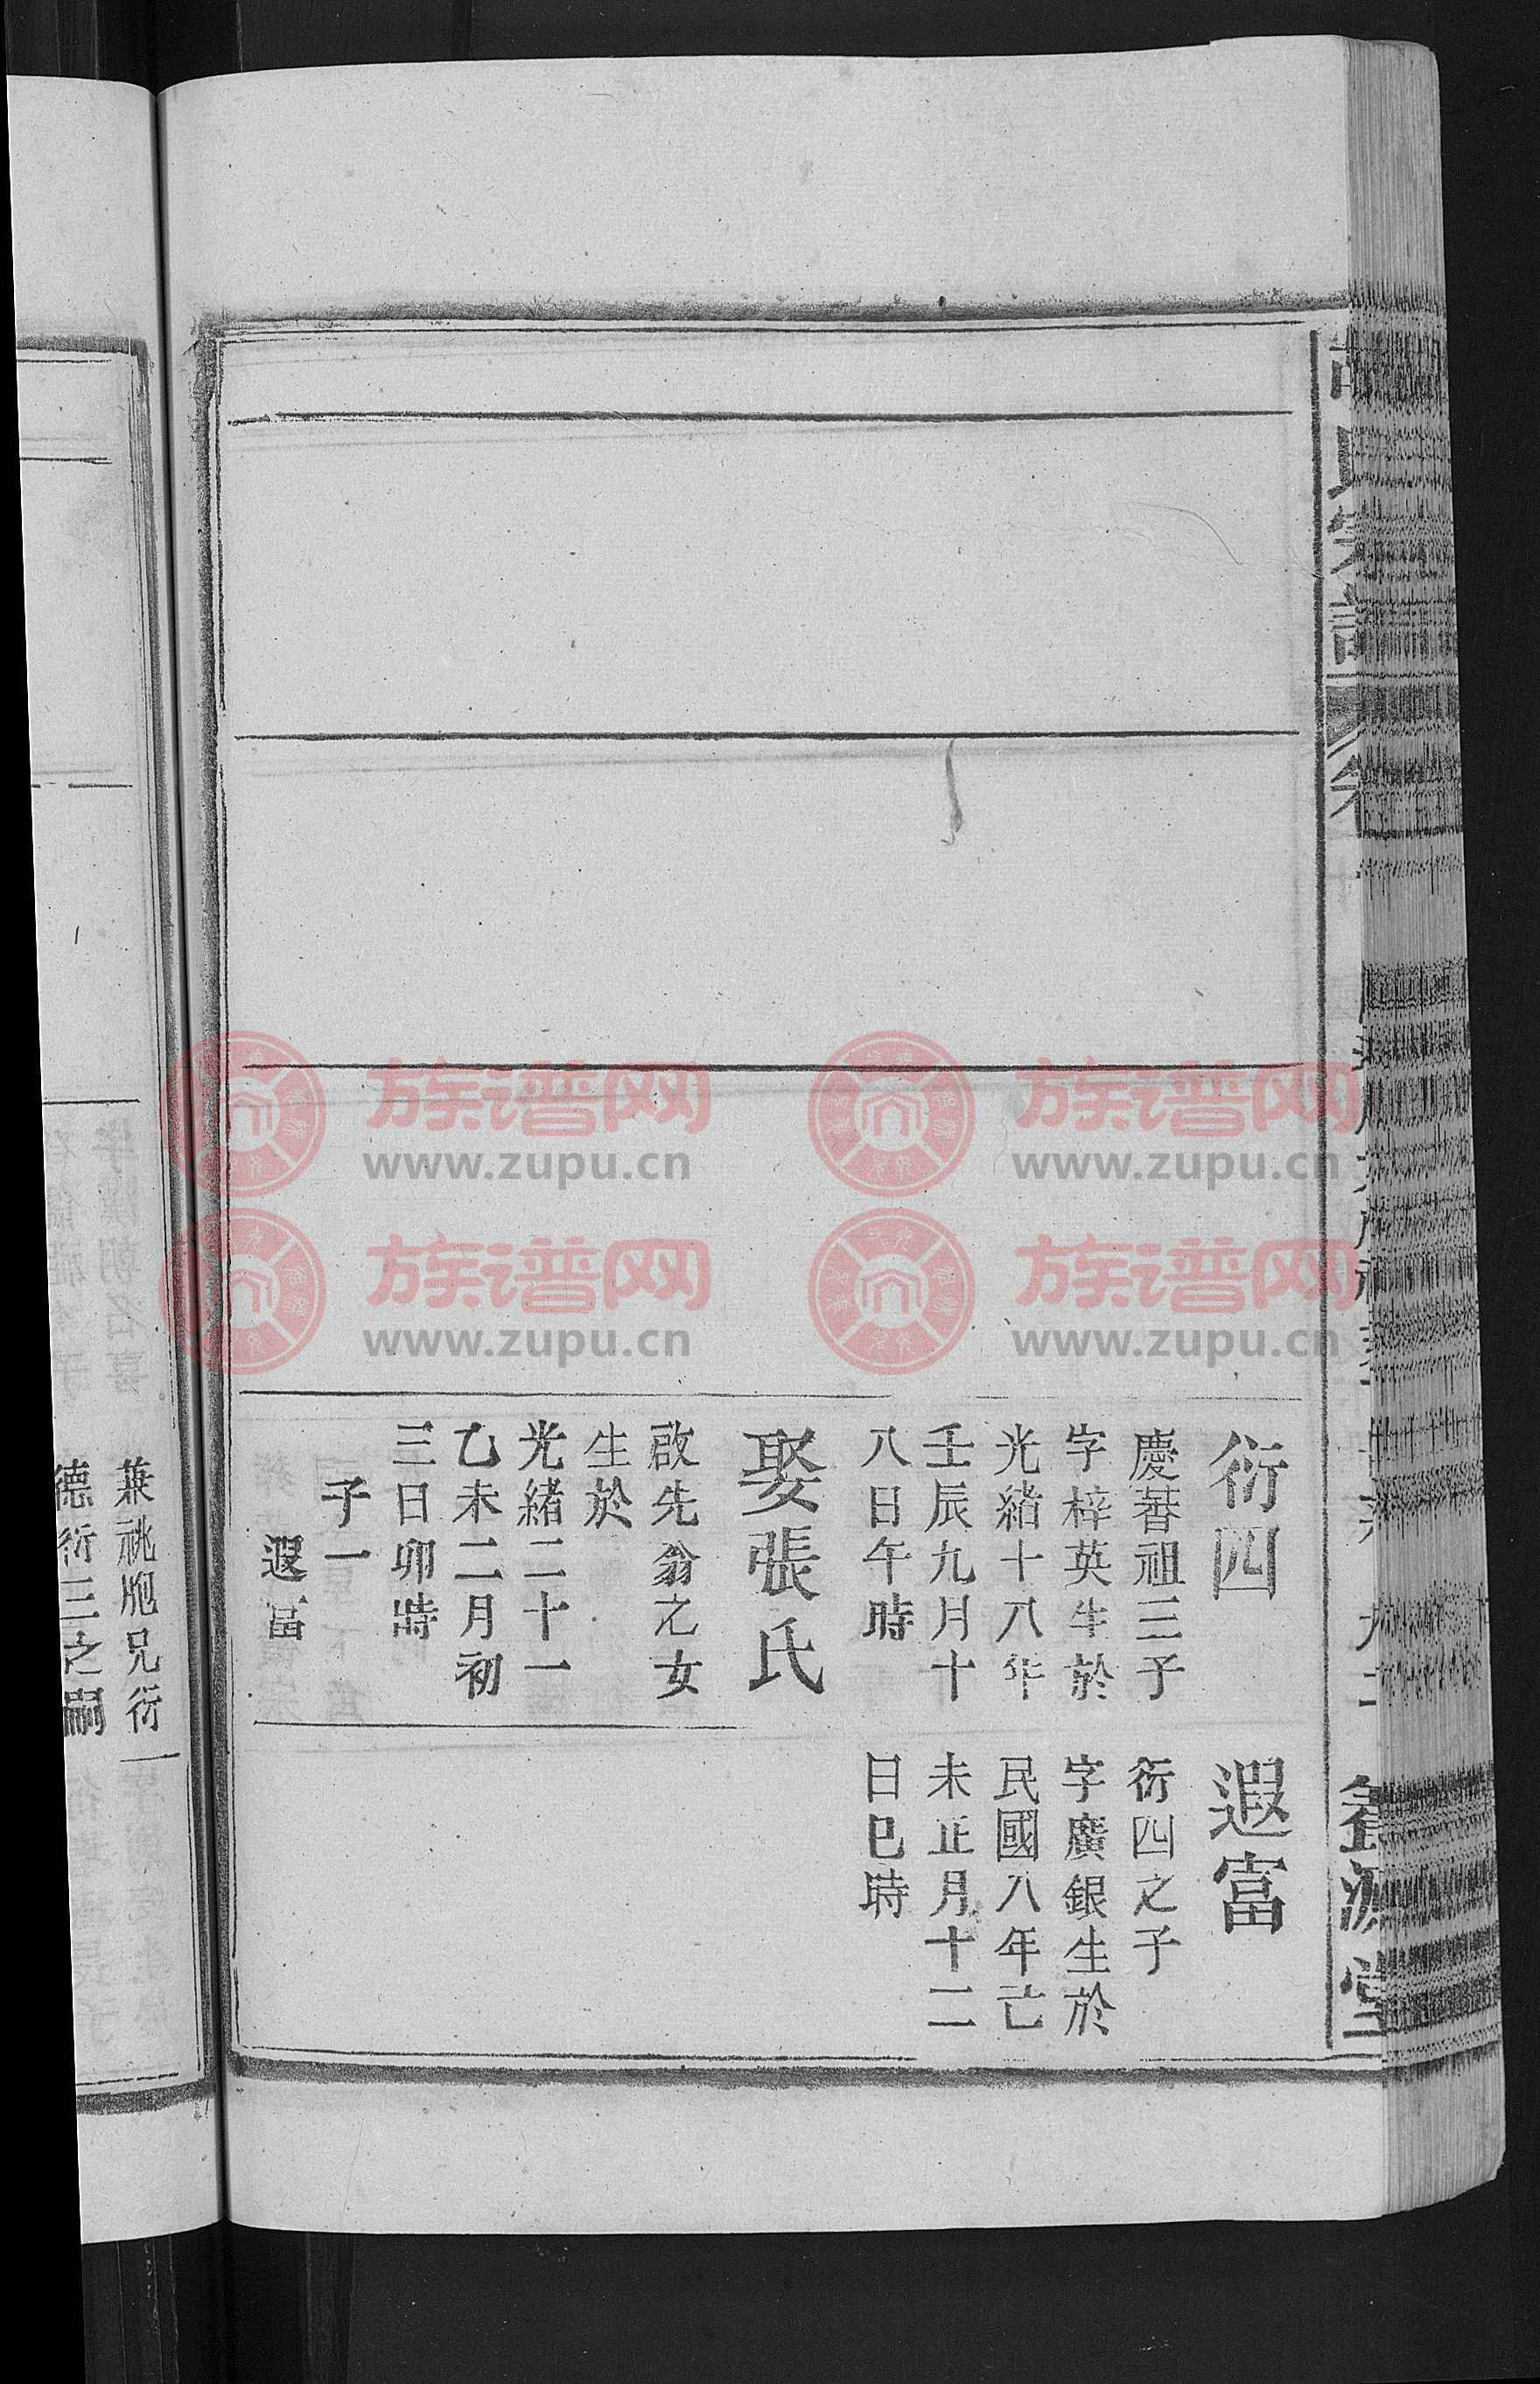 衍四
慶蕃祖三子
字梓英生於
光緒十八年
壬辰九月十
八日午時
娶張氏
啟先翁之女
生於
光緒二十一
乙未二月初
三日卯時
子一
遐富
遐富
衍四之子
字廣銀生於
民國八年亡
未正月十二
日巳時
兼祧胞兄衍
德衍三之嗣
堂
族谱网
www.zupu.cn
族谱网
www.zupu.cn
族谱网
www.zupu.cn
族谱网
www.zupu.cn